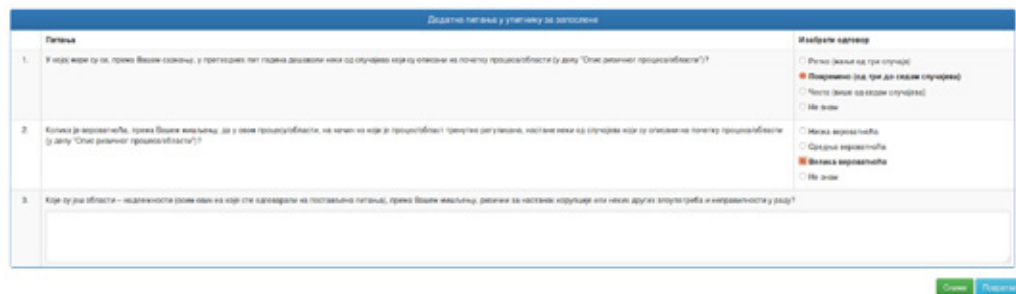 Додатна питања у упитнику за запослене
Питања
Изабрати одговор
1.
У којој мери су се, према Вашем сазнању, у претходних пет година дешавали неки од случајева који су описани на почетку процеса/области (у делу "Опис ризичног процеса/области")?
Ретко (мање од три случаја)
Повремено (од три до седам случајева)
Често (више од седам случајева)
Не знам
2.
Колика је вероватноћа, према Вашем мишљењу, да у овом процесу/области, на начин на који је процес/област тренутно регулисана, настане неки од случајева који су описани на почетку процеса/области
(у делу "Опис ризичног процеса/области")?
Ниска вероватноћа
Средња вероватноћа
Велика вероватноћа
Не знам
3.
Које су још области – надлежности (осим оних на које сте одговарали на постављена питања), према Вашем мишљењу, ризични за настанак корупције или неких других злоупотреба и неправилности у раду?
Сними
Повратак